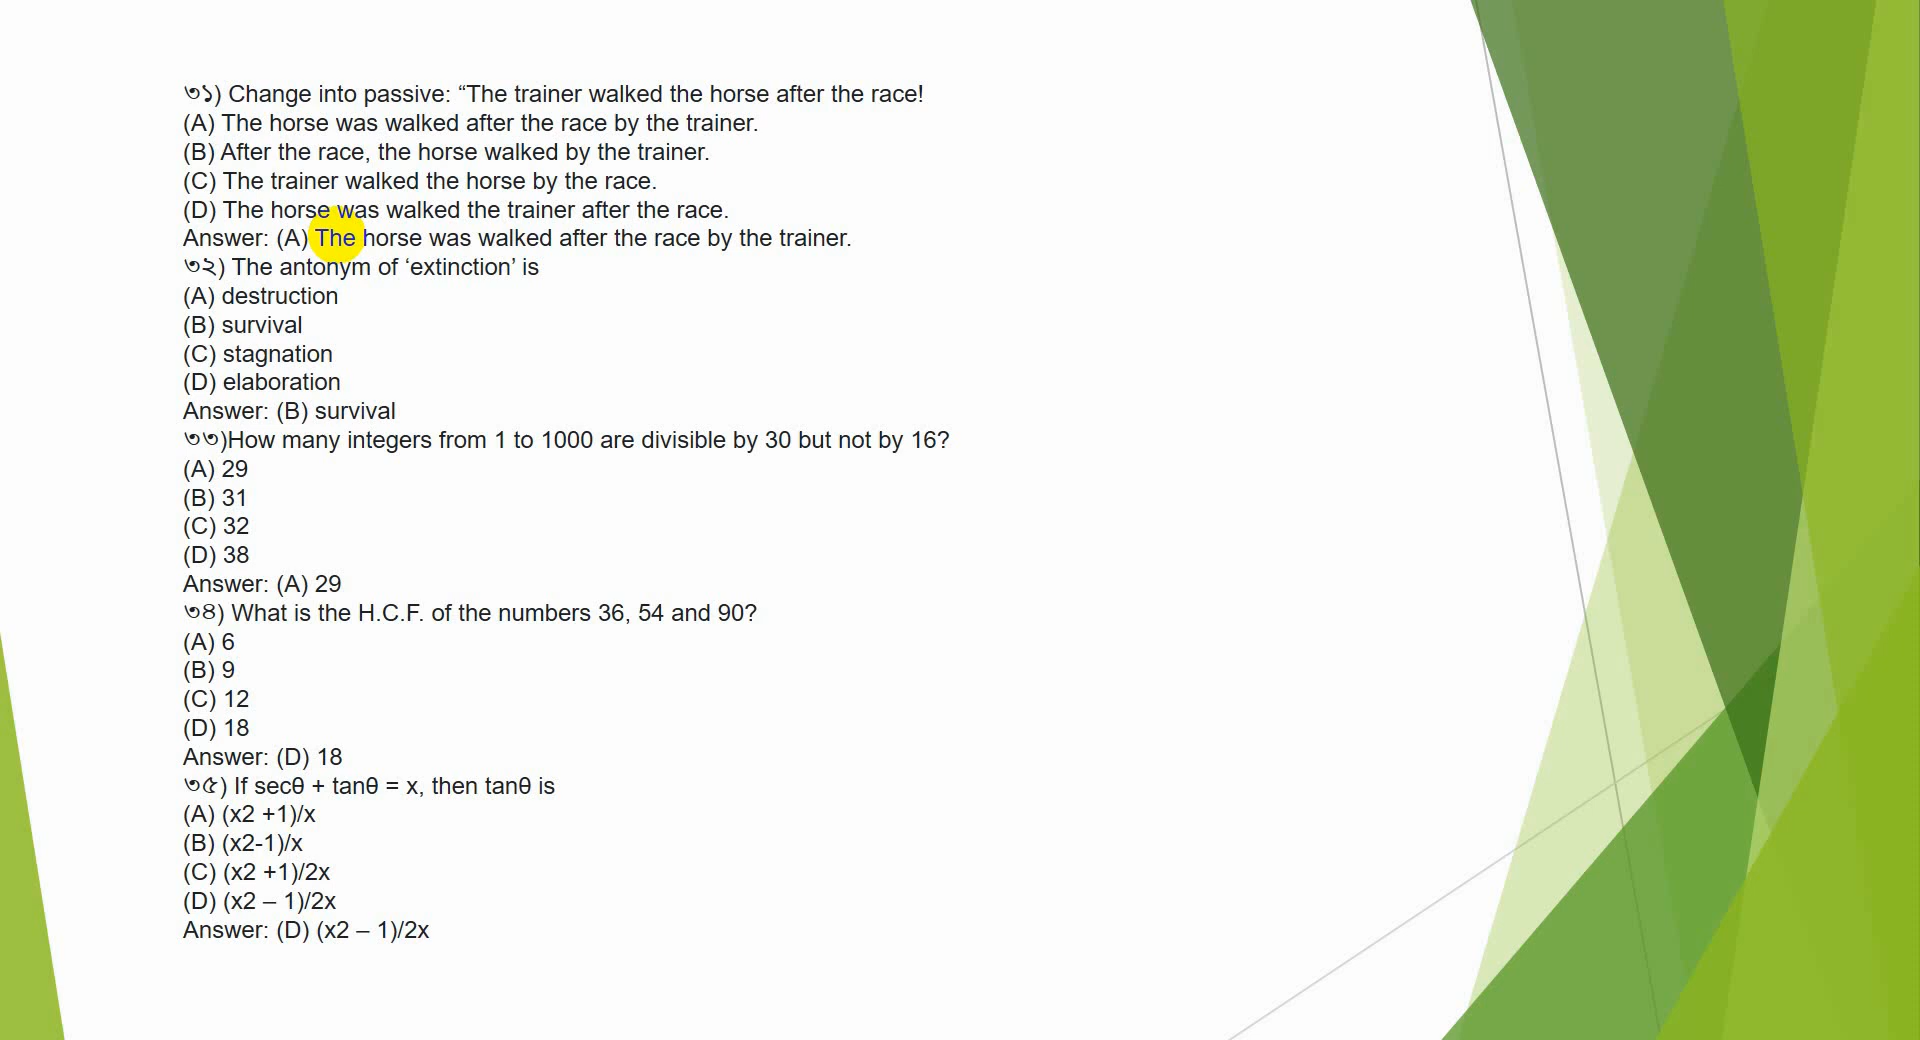 ৩১) Change into passive: “The trainer walked the horse after the race!
(A) The horse was walked after the race by the trainer.
(B) After the race, the horse walked by the trainer.
(C) The trainer walked the horse by the race.
(D) The horse was walked the trainer after the race.
Answer: (A) The horse was walked after the race by the trainer.
৩২) The antonym of ‘extinction’ is
(A) destruction
(B) survival
(C) stagnation
(D) elaboration
Answer: (B) survival
৩৩)How many integers from 1 to 1000 are divisible by 30 but not by 16?
(A) 29
(B) 31
(C) 32
(D) 38
Answer: (A) 29
৩৪) What is the H.C.F. of the numbers 36, 54 and 90?
(A) 6
(B) 9
(C) 12
(D) 18
Answer: (D) 18
৩৫) If secθ + tanθ = x, then tanθ is
(A) (x2 +1)/x
(B) (x2-1)/x
(C) (x2 +1)/2x
(D) (x2 – 1)/2x
Answer: (D) (x2 – 1)/2x